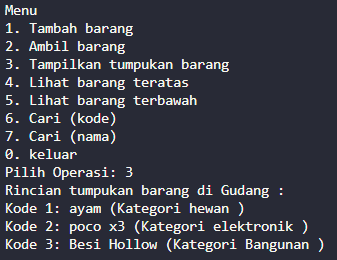 Menu
1. Tambah barang
2. Ambil barang
3. Tampilkan tumpukan barang
4. Lihat barang teratas
5. Lihat barang terbawah
6. Cari (kode)
7. Cari (nama)
0. keluar
Pilih Operasi: 3
Rincian tumpukan barang di Gudang :
Kode 1: ayam (Kategori hewan )
Kode 2: poco x3 (Kategori elektronik )
Kode 3: Besi Hollow (Kategori Bangunan )